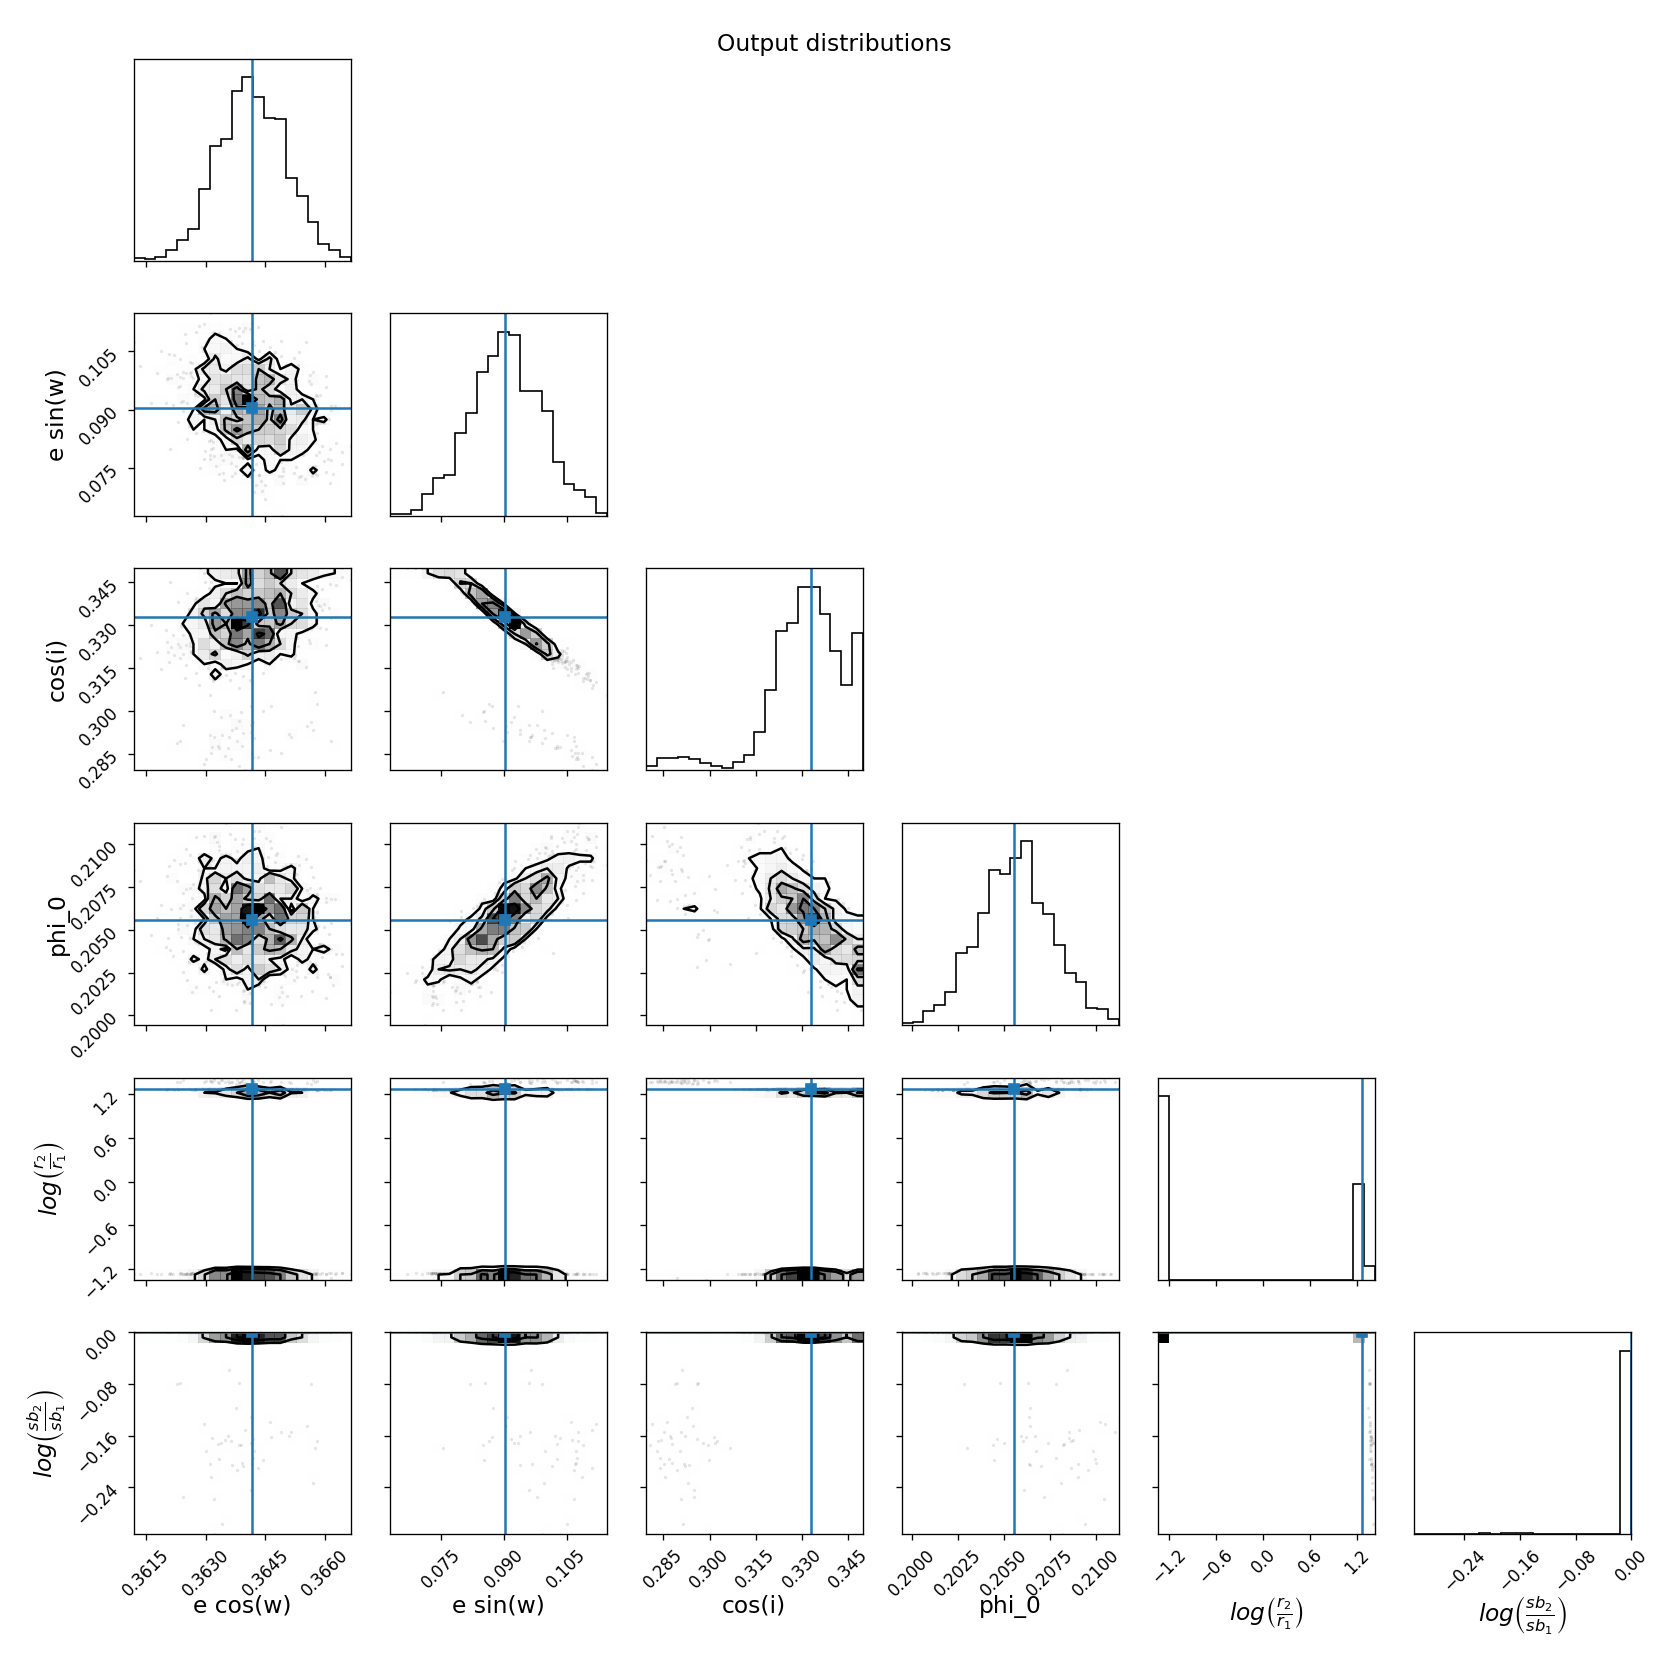 Output distributions
0.105
0.090
0.075
e sin(w)
0.345
0.330
0.315
0.300
0.285
cos(i)
0.2100
0.2075
0.2050
0.2025
0.2000
phi_0
1.2
0.6
0.0
−0.6
−1.2
log(r₂/r₁)
0.00
−0.08
−0.16
−0.24
log(sb₂/sb₁)
0.3615 0.3630 0.3645 0.3660 0.075 0.090 0.105 0.285 0.300 0.315 0.330 0.345 0.2000 0.2025 0.2050 0.2075 0.2100 −1.2 −0.6 0.0 0.6 1.2 −0.24 −0.16 −0.08 0.00
e cos(w) e sin(w) cos(i) phi_0 log(r₂/r₁) log(sb₂/sb₁)